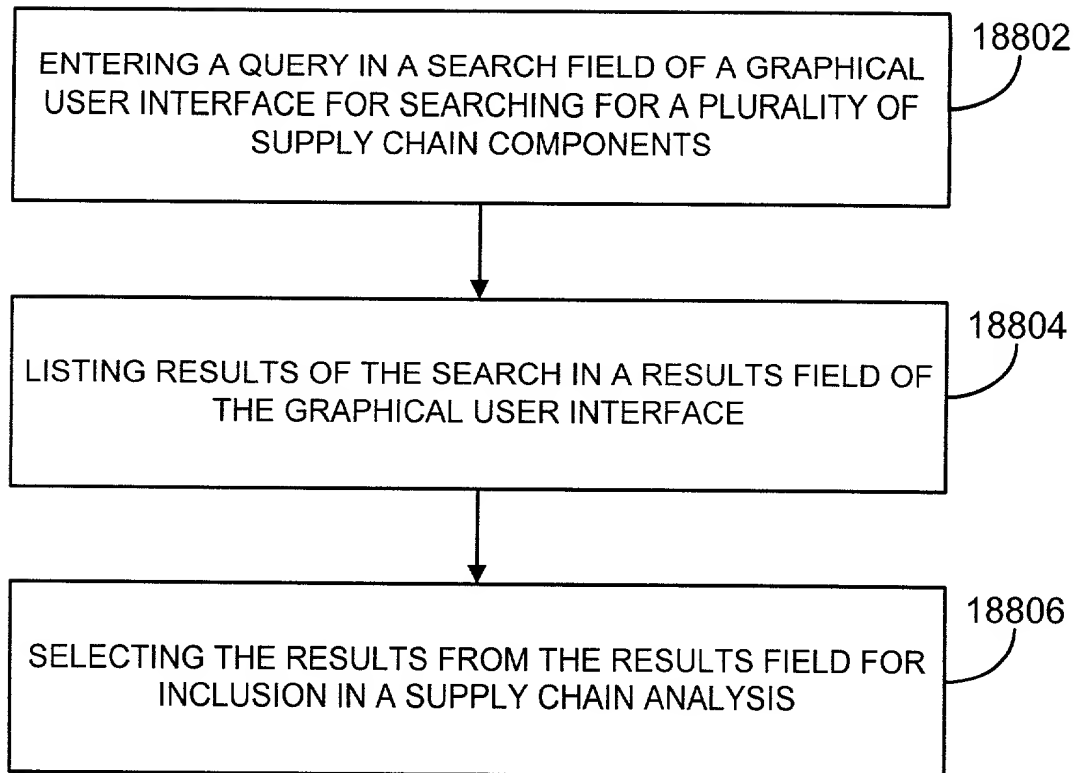 18802
ENTERING A QUERY IN A SEARCH FIELD OF A GRAPHICAL
USER INTERFACE FOR SEARCHING FOR A PLURALITY OF
SUPPLY CHAIN COMPONENTS
18804
LISTING RESULTS OF THE SEARCH IN A RESULTS FIELD OF
THE GRAPHICAL USER INTERFACE
18806
SELECTING THE RESULTS FROM THE RESULTS FIELD FOR
INCLUSION IN A SUPPLY CHAIN ANALYSIS